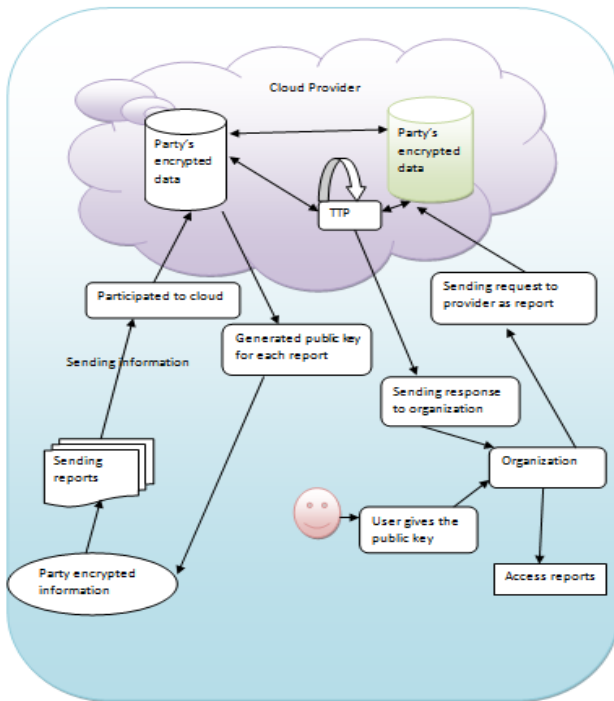 Cloud Provider
Party's
encrypted
data
Party's
encrypted
data
TTP
Participated to cloud
Sending request to
provider as report
Sending information
Generated public key
for each report
Sending response
to organization
Sending
reports
Organization
User gives the
public key
Party encrypted
information
Access reports